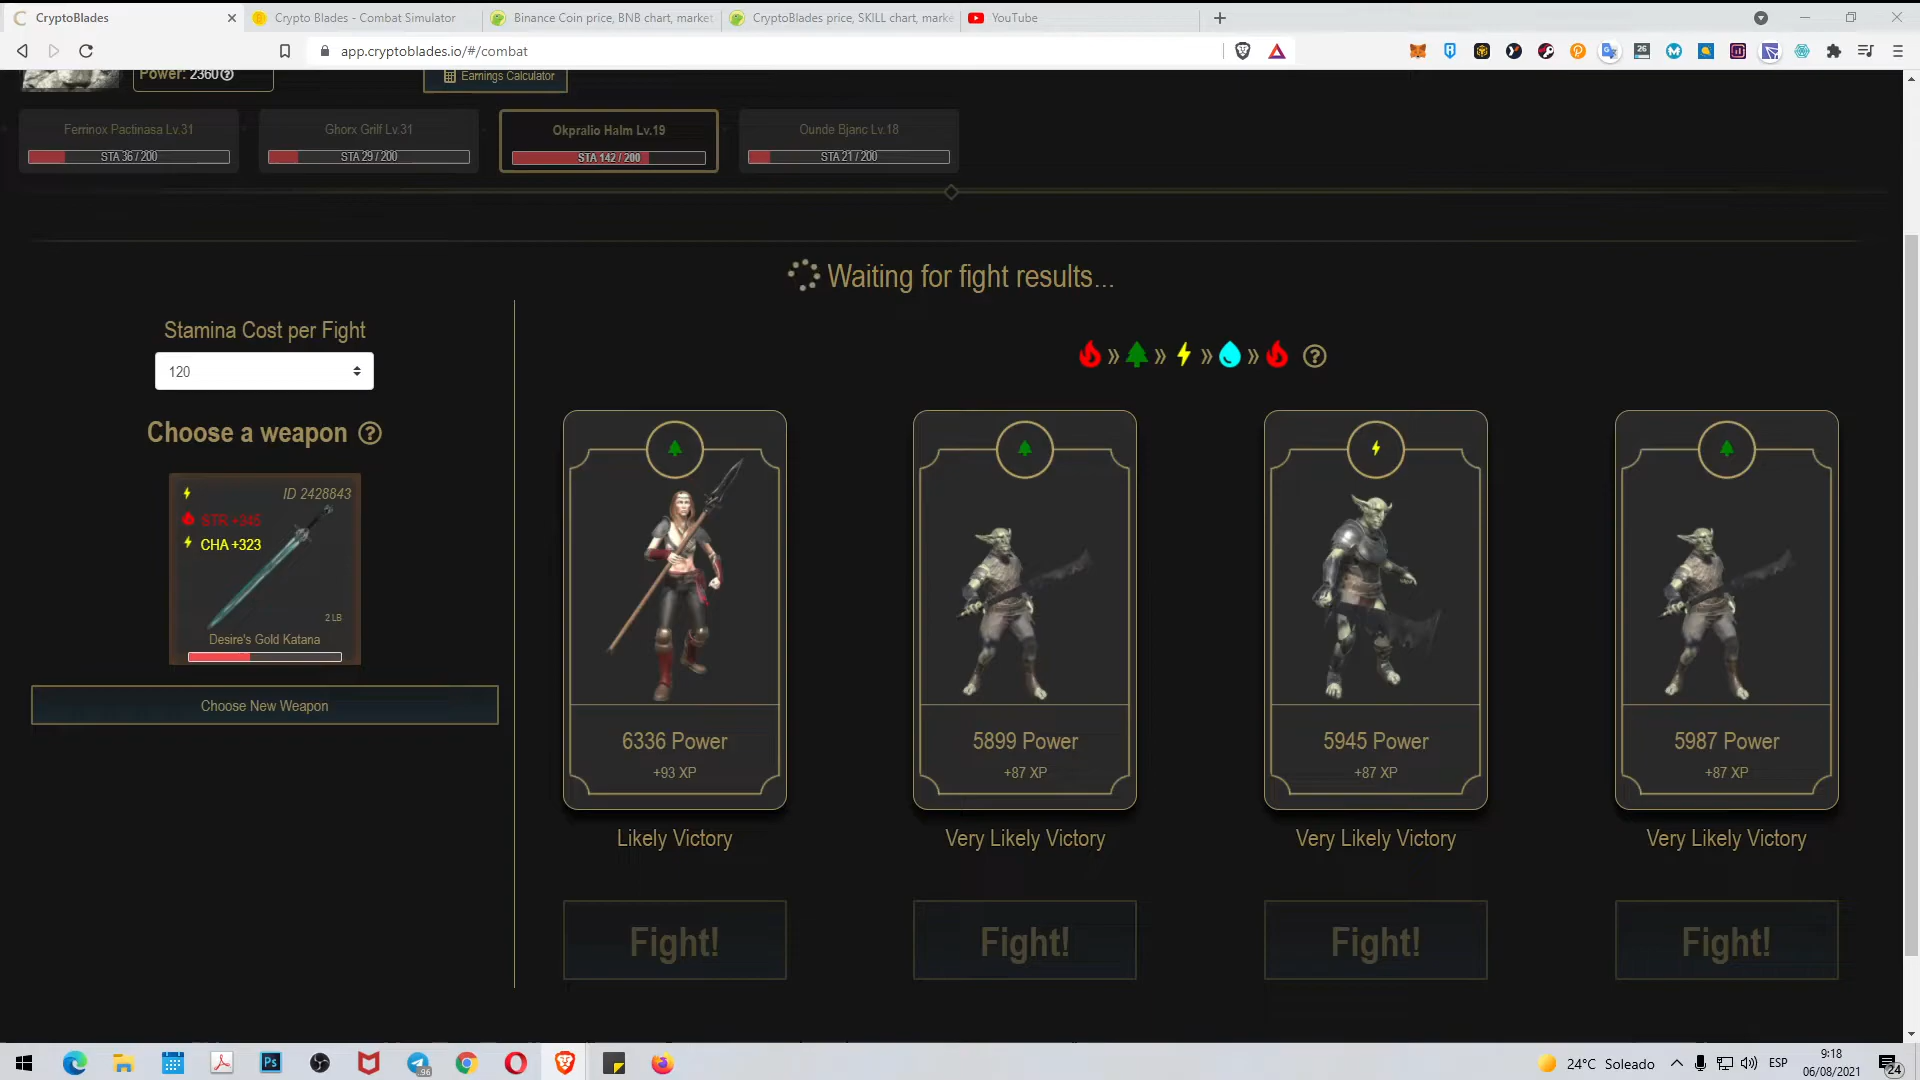 CryptoBlades
Crypto Blades - Combat Simulator
Binance Coin price, BNB chart, market
CryptoBlades price, SKILL chart, marke
YouTube
app.cryptoblades.io/#/combat
26
Power: 2360
Earnings Calculator
Ferrinox Pactinasa Lv.31
STA 36 / 200
Ghorx Grilf Lv.31
STA 29 / 200
Okpralio Halm Lv.19
STA 142 / 200
Ounde Bjanc Lv.18
STA 21 / 200
Waiting for fight results...
Stamina Cost per Fight
120
Choose a weapon
ID 2428843
STR +345
CHA +323
2 LB
Desire's Gold Katana
Choose New Weapon
6336 Power
+93 XP
Likely Victory
Fight!
5899 Power
+87 XP
Very Likely Victory
Fight!
5945 Power
+87 XP
Very Likely Victory
Fight!
5987 Power
+87 XP
Very Likely Victory
Fight!
Ps
96
24°C Soleado
ESP
9:18
06/08/2021
24